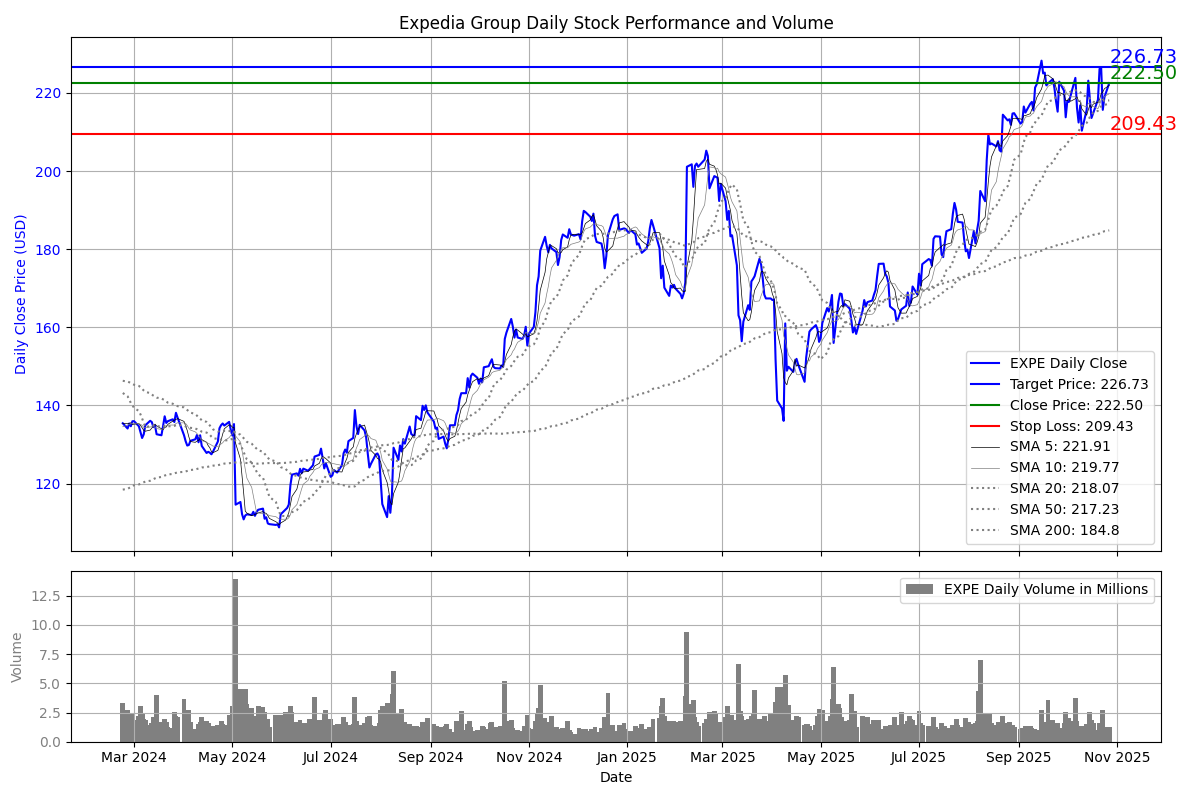 Expedia Group Daily Stock Performance and Volume
226.73
222.50
209.43
220
200
180
160
140
120
Daily Close Price (USD)
EXPE Daily Close
Target Price: 226.73
Close Price: 222.50
Stop Loss: 209.43
SMA 5: 221.91
SMA 10: 219.77
SMA 20: 218.07
SMA 50: 217.23
SMA 200: 184.8
EXPE Daily Volume in Millions
12.5
10.0
7.5
5.0
2.5
0.0
Volume
Mar 2024 May 2024 Jul 2024 Sep 2024 Nov 2024 Jan 2025 Mar 2025 May 2025 Jul 2025 Sep 2025 Nov 2025
Date